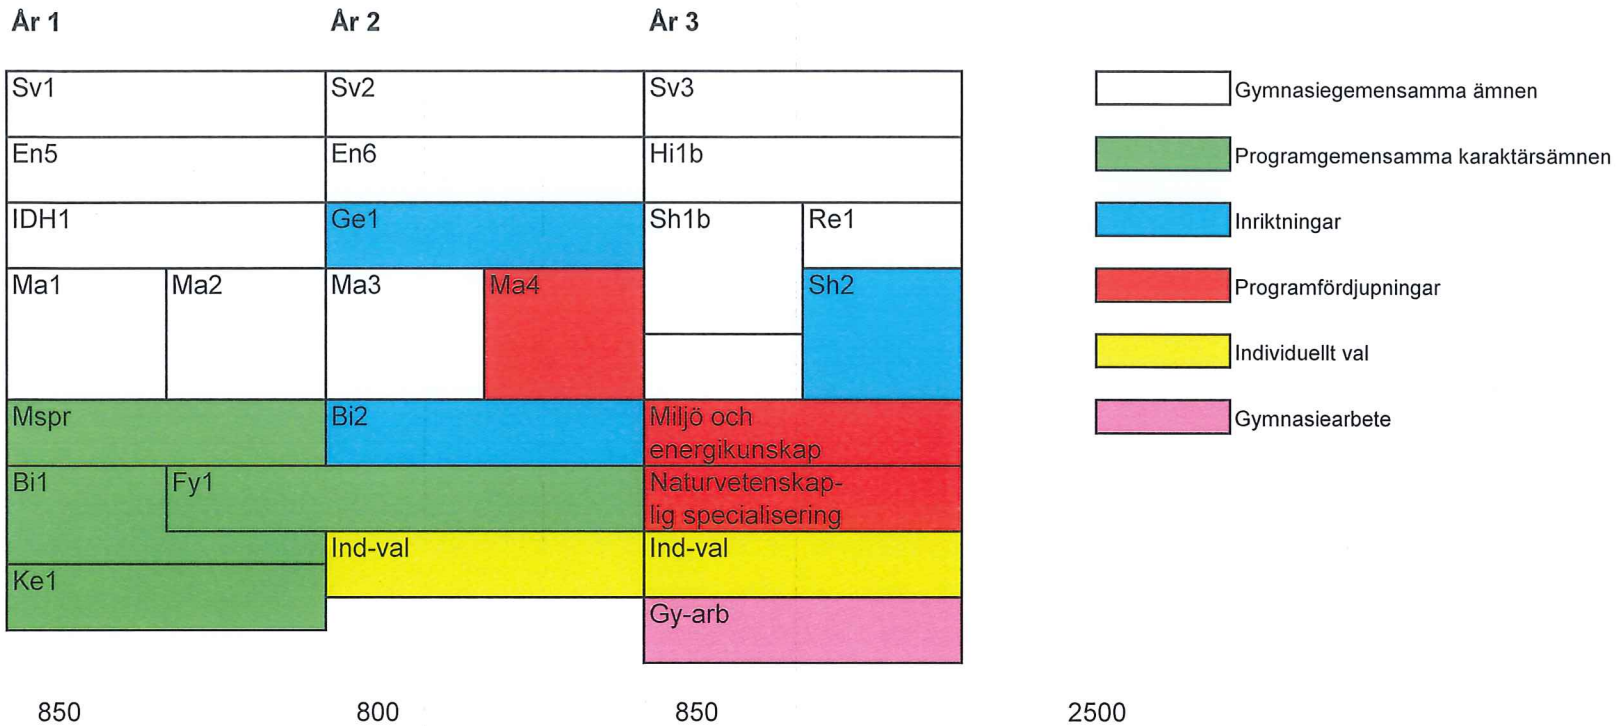 År 1
År 2
År 3
Sv1
Sv2
Sv3
En5
En6
Hi1b
IDH1
Ge1
Sh1b
Re1
Ma1
Ma2
Ma3
Ma4
Sh2
Mspr
Bi2
Miljö och
energikunskap
Bi1
Fy1
Naturvetenskap-
lig specialisering
Ind-val
Ind-val
Ke1
Gy-arb
850
800
850
2500
Gymnasiegemensamma ämnen
Programgemensamma karaktärsämnen
Inriktningar
Programfördjupningar
Individuellt val
Gymnasiearbete